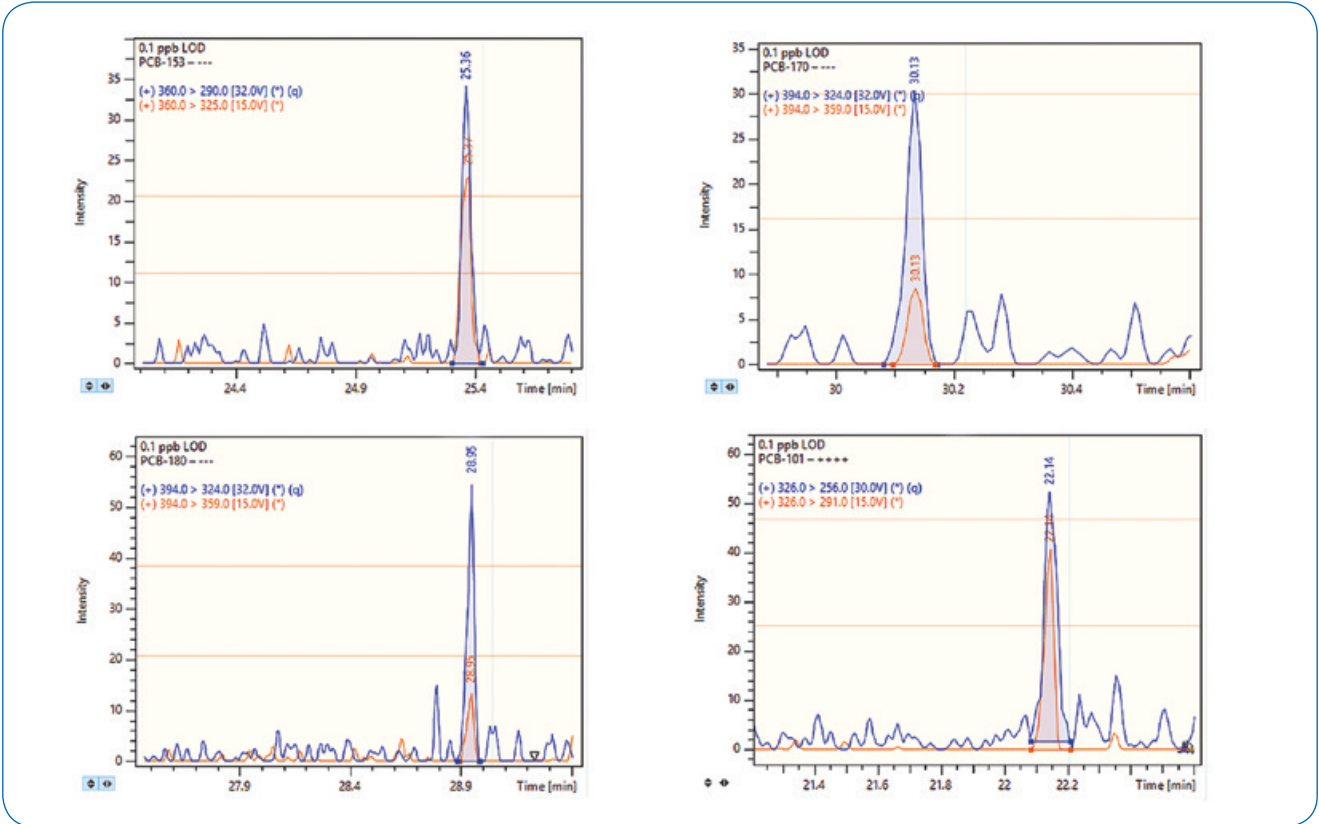 0.1 ppb LOD
PCB-153 – ---
(+) 360.0 > 290.0 [32.0V] (*) (q)
(+) 360.0 > 325.0 [15.0V] (*)
25.36
25.37
35
30
25
20
15
10
5
0
Intensity
24.4
24.9
25.4
Time [min]
0.1 ppb LOD
PCB-170 – ---
(+) 394.0 > 324.0 [32.0V] (*) (q)
(+) 394.0 > 359.0 [15.0V] (*)
30.13
30.13
35
30
25
20
15
10
5
0
Intensity
30
30.2
30.4
Time [min]
0.1 ppb LOD
PCB-180 – ---
(+) 394.0 > 324.0 [32.0V] (*) (q)
(+) 394.0 > 359.0 [15.0V] (*)
28.95
28.95
60
50
40
30
20
10
0
Intensity
27.9
28.4
28.9
Time [min]
0.1 ppb LOD
PCB-101 – ++++
(+) 326.0 > 256.0 [30.0V] (*) (q)
(+) 326.0 > 291.0 [15.0V] (*)
22.14
60
50
40
30
20
10
0
Intensity
21.4
21.6
21.8
22
22.2
Time [min]